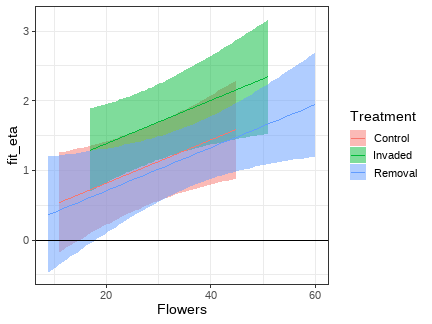 3
2
1
0
fit_eta
20
40
60
Flowers
Treatment
Control
Invaded
Removal